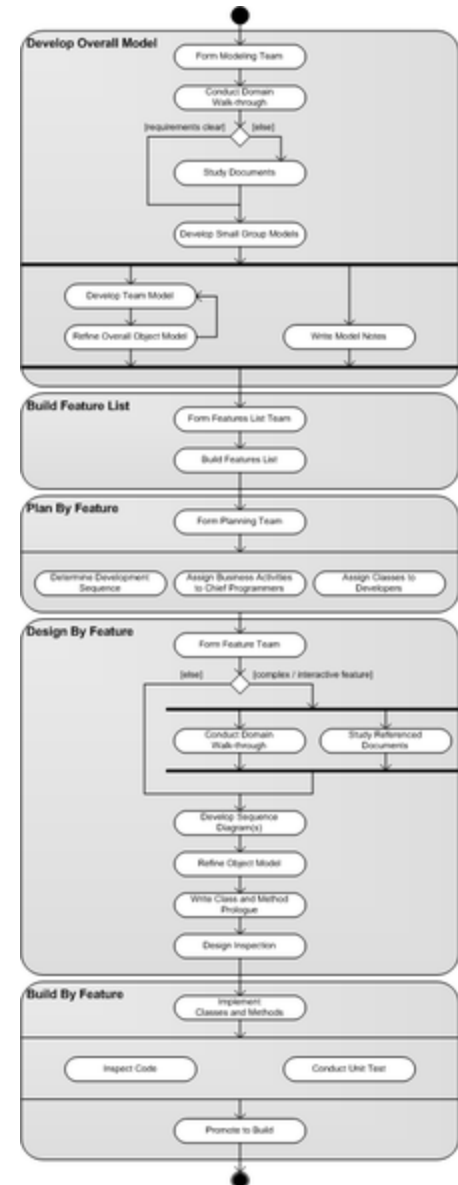 Develop Overall Model
Form Modeling Team
Conduct Domain
Walk-through
[requirements clear]
[else]
Study Documents
Develop Small Group Models
Develop Team Model
Refine Overall Object Model
Write Model Notes
Build Feature List
Form Features List Team
Build Features List
Plan By Feature
Form Planning Team
Determine Development
Sequence
Assign Business Activities
to Chief Programmers
Assign Classes to
Developers
Design By Feature
Form Feature Team
[else]
[complex / interactive feature]
Conduct Domain
Walk-through
Study Referenced
Documents
Develop Sequence
Diagram(s)
Refine Object Model
Write Class and Method
Prologue
Design Inspection
Build By Feature
Implement
Classes and Methods
Inspect Code
Conduct Unit Test
Promote to Build